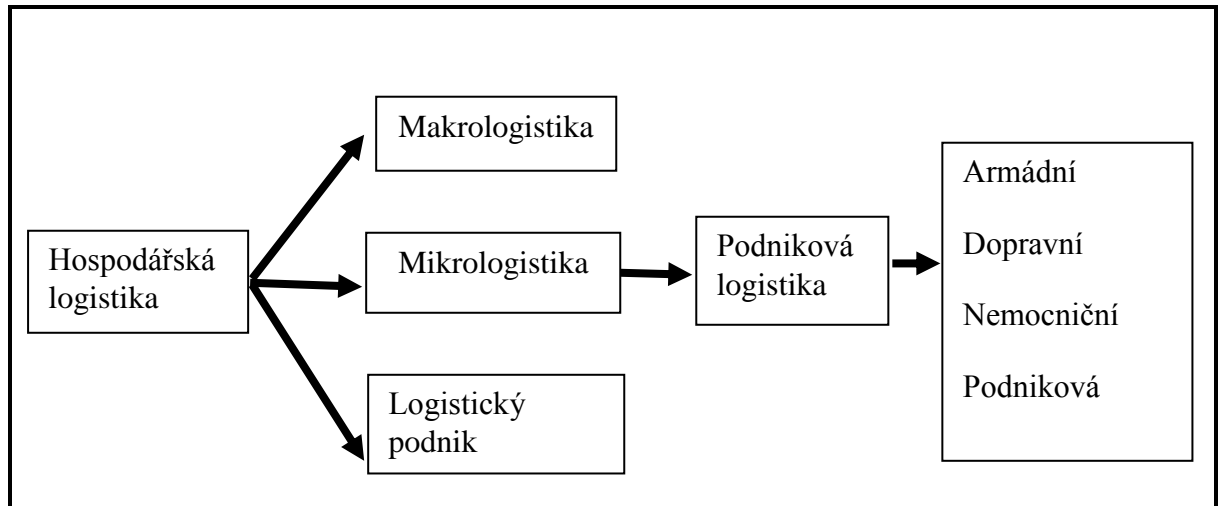 Makrologistika
Hospodářská
logistika
Mikrologistika
Logistický
podnik
Podniková
logistika
Armádní
Dopravní
Nemocniční
Podniková